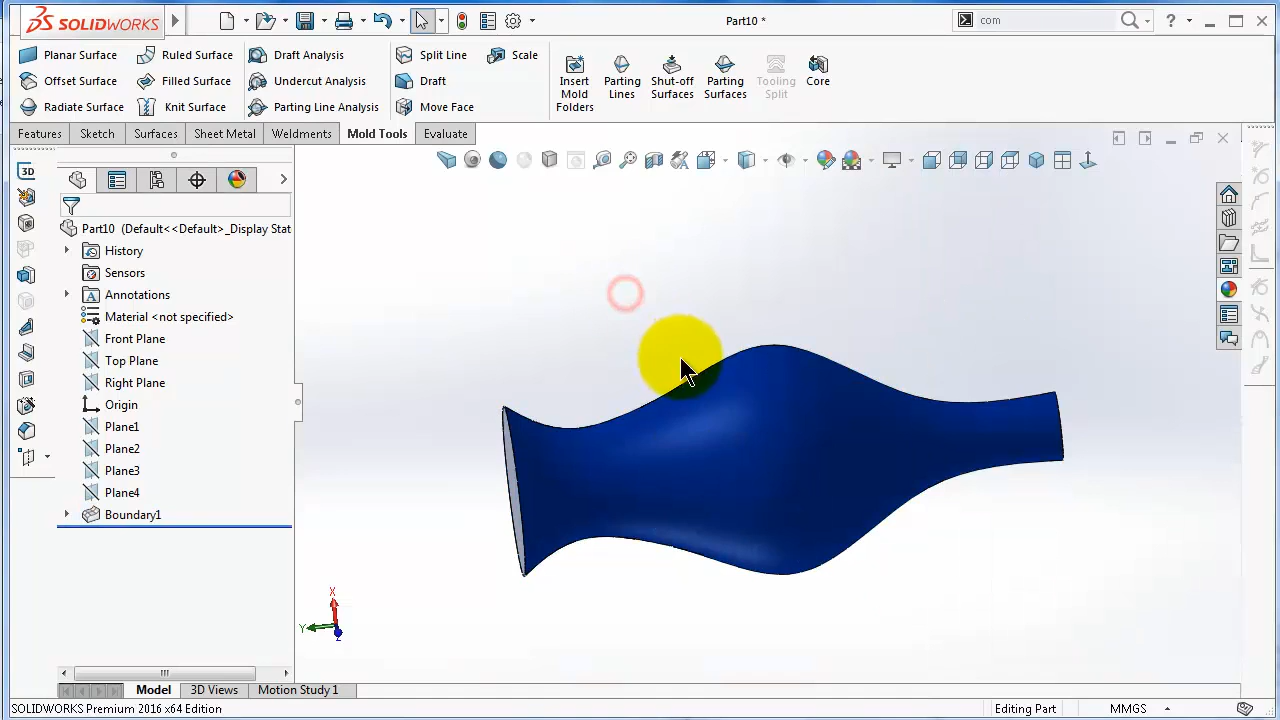 SOLIDWORKS
Part10 *
com
Planar Surface
Ruled Surface
Draft Analysis
Split Line
Scale
Offset Surface
Filled Surface
Undercut Analysis
Draft
Radiate Surface
Knit Surface
Parting Line Analysis
Move Face
Insert
Mold
Folders
Parting
Lines
Shut-off
Surfaces
Parting
Surfaces
Tooling
Split
Core
Features
Sketch
Surfaces
Sheet Metal
Weldments
Mold Tools
Evaluate
3D
Part10 (Default<<Default>_Display Stat
History
Sensors
Annotations
Material <not specified>
Front Plane
Top Plane
Right Plane
Origin
Plane1
Plane2
Plane3
Plane4
Boundary1
X
Y
Z
Model
3D Views
Motion Study 1
SOLIDWORKS Premium 2016 x64 Edition
Editing Part
MMGS